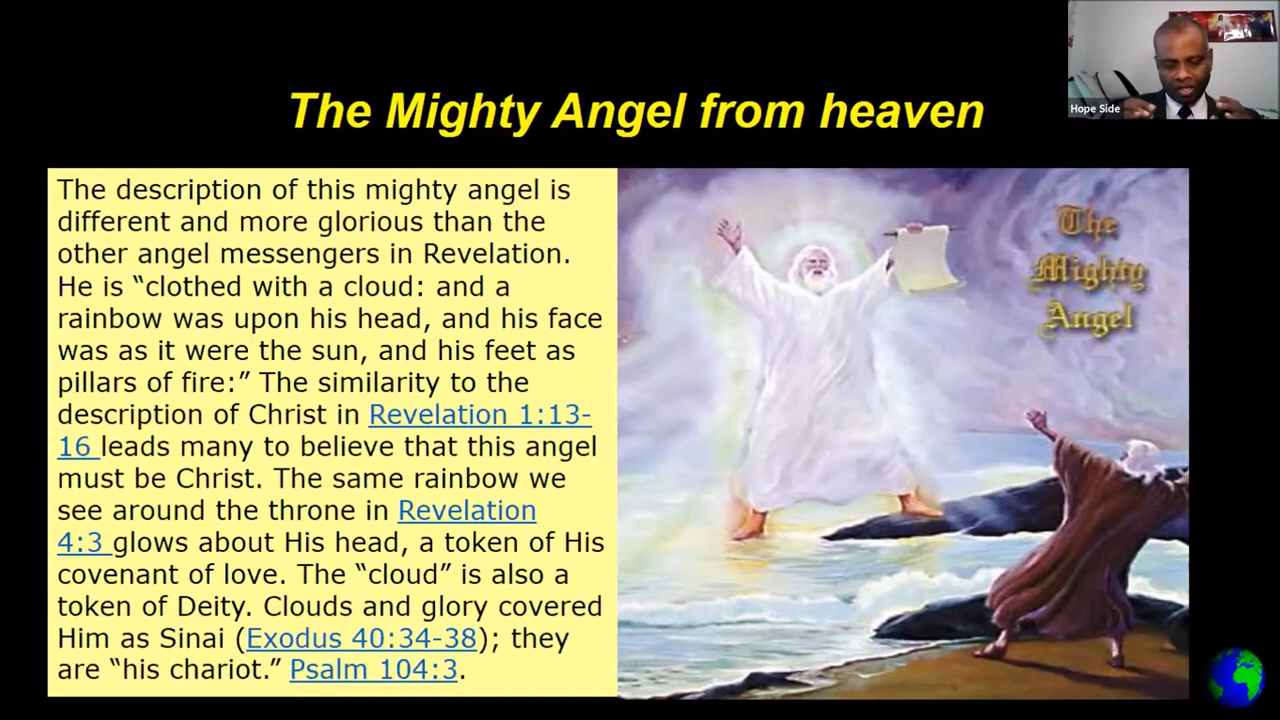 The Mighty Angel from heaven
Hope Side
The description of this mighty angel is
different and more glorious than the
other angel messengers in Revelation.
He is “clothed with a cloud: and a
rainbow was upon his head, and his face
was as it were the sun, and his feet as
pillars of fire:” The similarity to the
description of Christ in Revelation 1:13-
16 leads many to believe that this angel
must be Christ. The same rainbow we
see around the throne in Revelation
4:3 glows about His head, a token of His
covenant of love. The “cloud” is also a
token of Deity. Clouds and glory covered
Him as Sinai (Exodus 40:34-38); they
are “his chariot.” Psalm 104:3.
The
Mighty
Angel